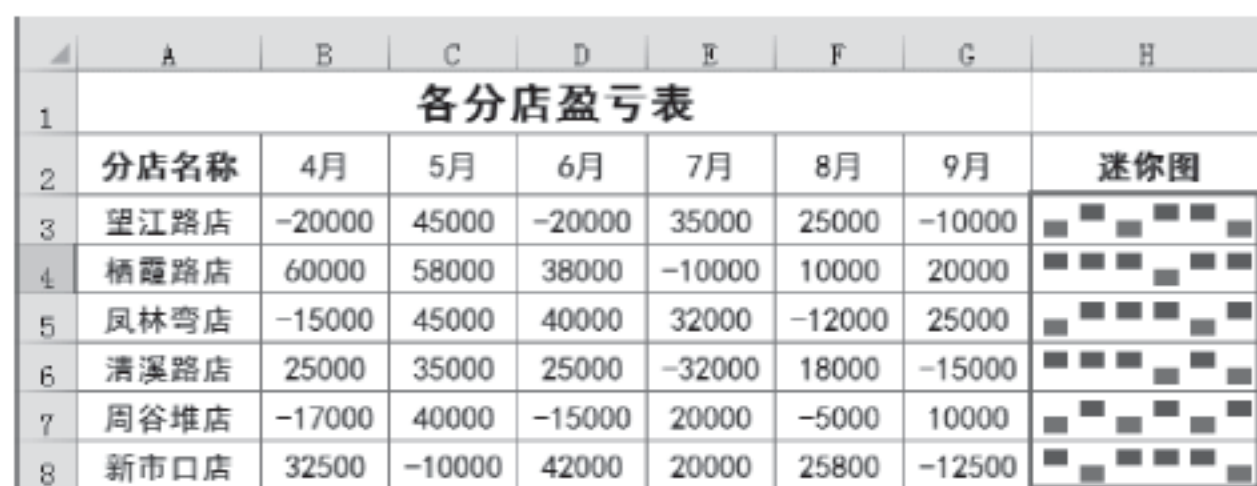 A B C D E F G H
1 各分店盈亏表
2 分店名称 4月 5月 6月 7月 8月 9月 迷你图
3 望江路店 -20000 45000 -20000 35000 25000 -10000
4 栖霞路店 60000 58000 38000 -10000 10000 20000
5 凤林弯店 -15000 45000 40000 32000 -12000 25000
6 清溪路店 25000 35000 25000 -32000 18000 -15000
7 周谷堆店 -17000 40000 -15000 20000 -5000 10000
8 新市口店 32500 -10000 42000 20000 25800 -12500